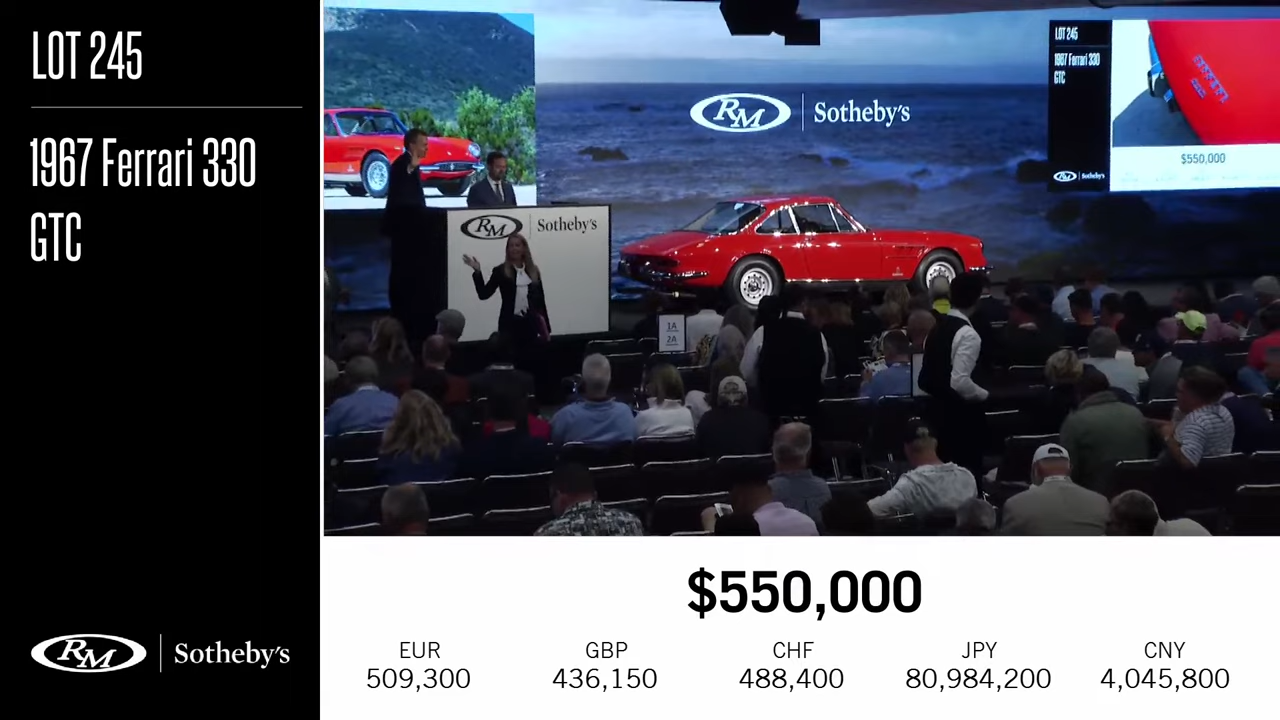 LOT 245
1967 Ferrari 330
GTC
RM Sotheby's
RM Sotheby's
LOT 245
1967 Ferrari 330
GTC
$550,000
RM Sotheby's
RM Sotheby's
1A
2A
$550,000
EUR
509,300
GBP
436,150
CHF
488,400
JPY
80,984,200
CNY
4,045,800